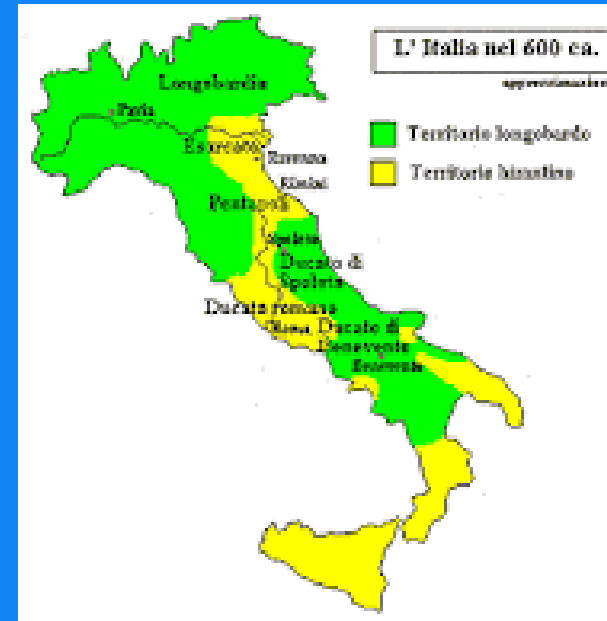 L' Italia nel 600 ca.
Territorio longobardo
Territorio bizantino
Longobardia
Pavia
Esarcato
Ravenna
Rimini
Pentapoli
Spoleto
Ducato di
Spoleto
Ducato romano
Roma
Ducato di
Benevento
Benevento